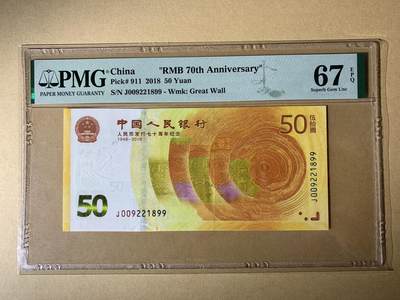 PMG
PAPER MONEY GUARANTY
China "RMB 70th Anniversary"
Pick# 911 2018 50 Yuan
S/N J009221899 - Wmk: Great Wall
67 EPQ
Superb Gem Unc
中国人民银行
人民币发行七十周年纪念
1948-2018
50
伍拾圆
50
J009221899
J009221899